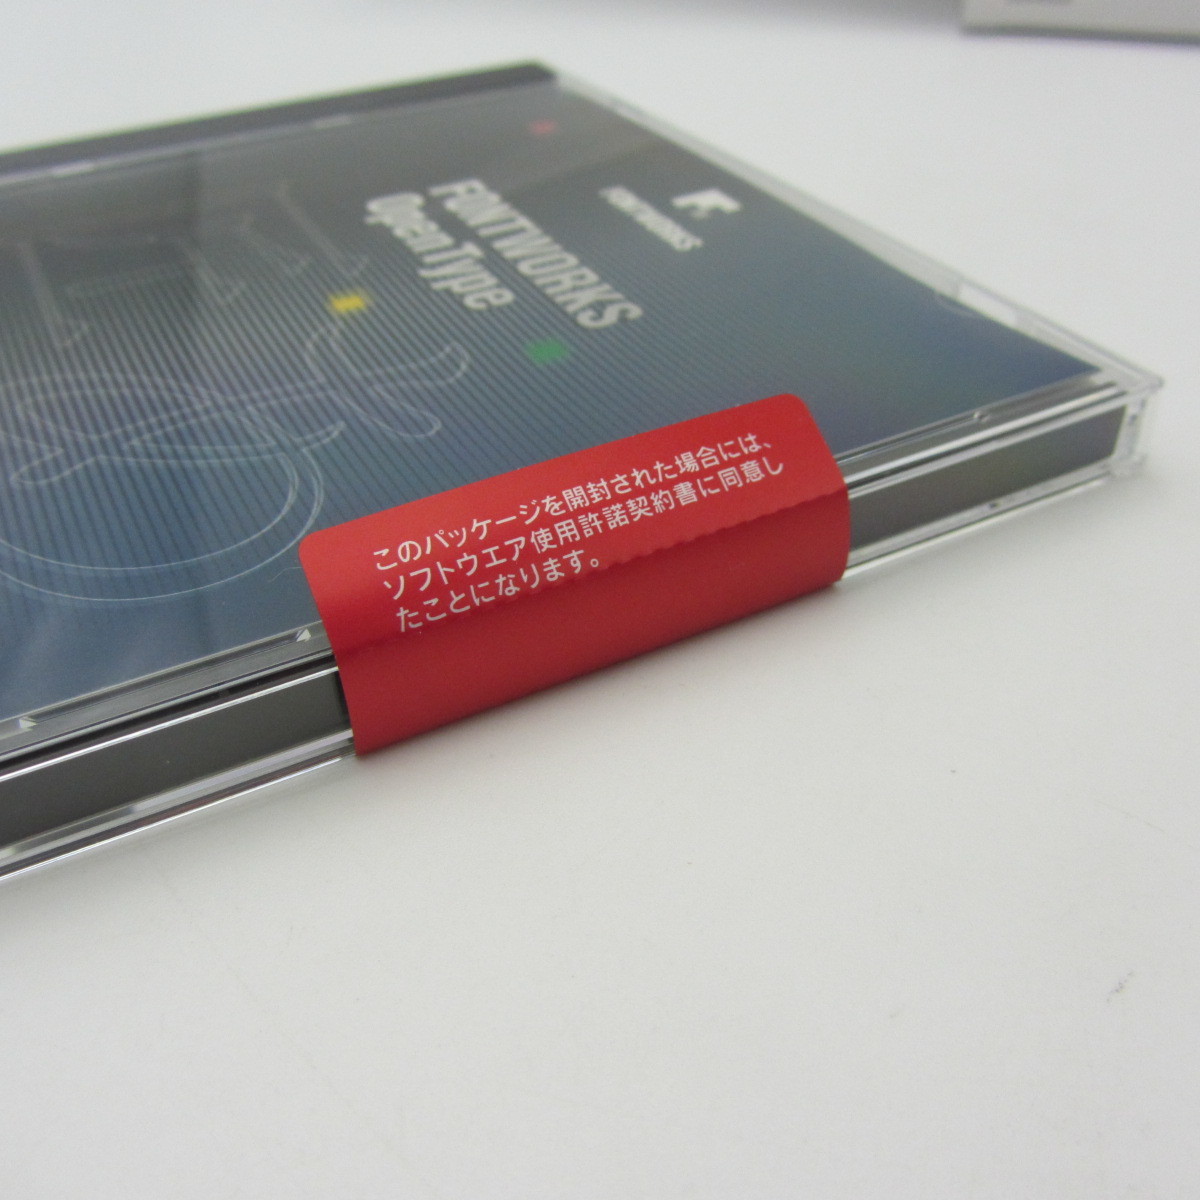 FONTWORKS
FONTWORKS
OpenType
このパッケージを開封された場合には、
ソフトウエア使用許諾契約書に同意し
たことになります。